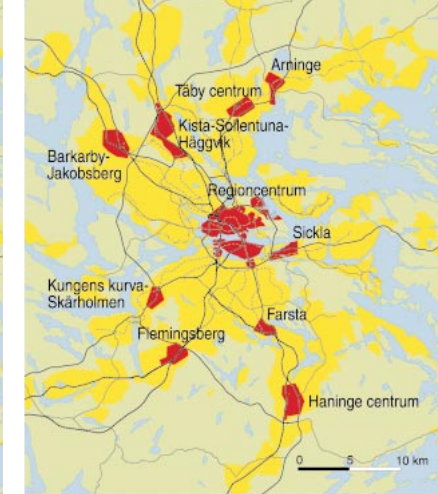 Arninge
Täby centrum
Kista-Sollentuna-
Häggvik
Barkarby-
Jakobsberg
Regioncentrum
Sickla
Kungens kurva-
Skärholmen
Farsta
Flemingsberg
Haninge centrum
0 5 10 km